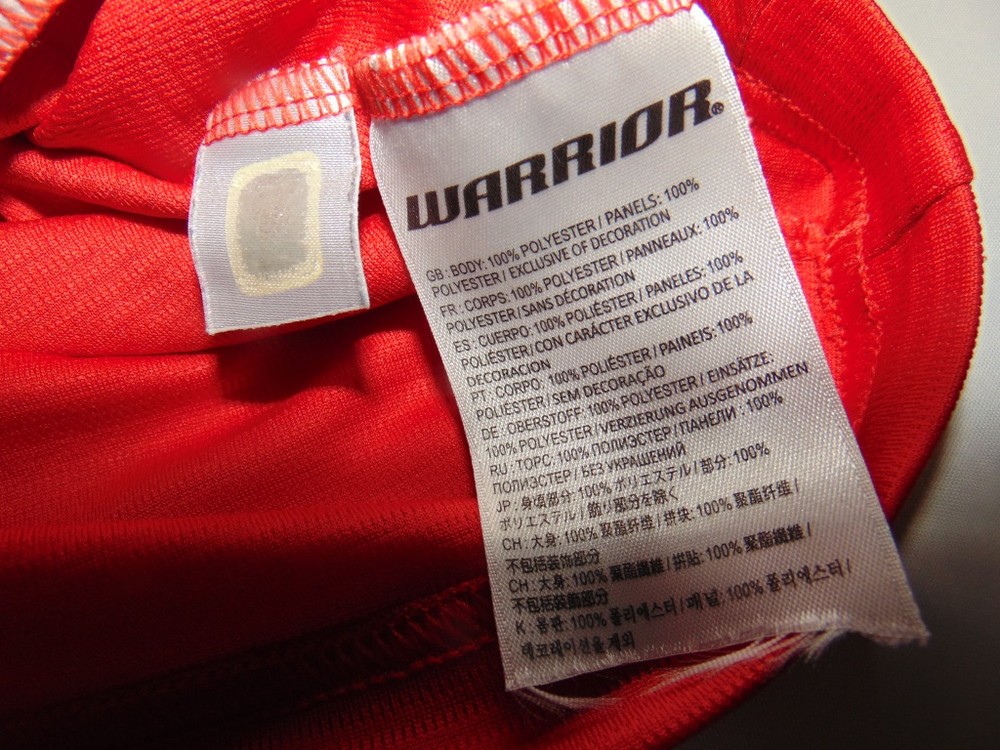 WARRIOR®
GB : BODY: 100% POLYESTER / PANELS: 100%
POLYESTER / EXCLUSIVE OF DECORATION
FR : CORPS: 100% POLYESTER / PANNEAUX: 100%
POLYESTER / SANS DÉCORATION
ES : CUERPO: 100% POLIÉSTER / PANELES: 100%
POLIÉSTER / CON CARÁCTER EXCLUSIVO DE LA
DECORACION
PT : CORPO: 100% POLIÉSTER / PAINEIS: 100%
POLIÉSTER / SEM DECORAÇÃO
DE : OBERSTOFF: 100% POLYESTER / EINSÄTZE:
100% POLYESTER / VERZIERUNG AUSGENOMMEN
RU : ТОРС: 100% ПОЛИЭСТЕР / ПАНЕЛИ : 100%
ПОЛИЭСТЕР / БЕЗ УКРАШЕНИЙ
JP : 身頃部分: 100% ポリエステル / 部分: 100%
ポリエステル / 飾り部分を除く
CH : 大身: 100% 聚酯纤维 / 拼块: 100% 聚酯纤维 /
不包括装饰部分
CH : 大身: 100% 聚酯纖維 / 拼貼: 100% 聚酯纖維 /
不包括裝飾部分
K : 몸판: 100% 폴리에스터 / 패널: 100% 폴리에스터 /
데코레이션을 제외